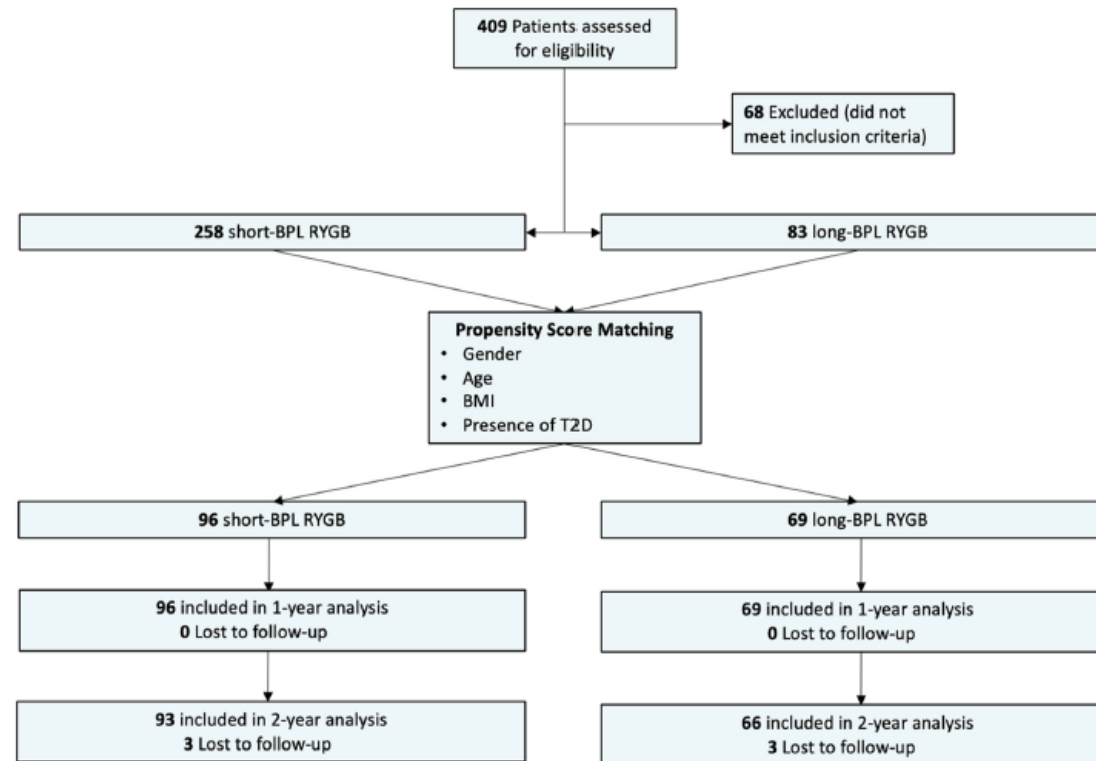 409 Patients assessed
for eligibility
68 Excluded (did not
meet inclusion criteria)
258 short-BPL RYGB
83 long-BPL RYGB
Propensity Score Matching
• Gender
• Age
• BMI
• Presence of T2D
96 short-BPL RYGB
69 long-BPL RYGB
96 included in 1-year analysis
0 Lost to follow-up
69 included in 1-year analysis
0 Lost to follow-up
93 included in 2-year analysis
3 Lost to follow-up
66 included in 2-year analysis
3 Lost to follow-up